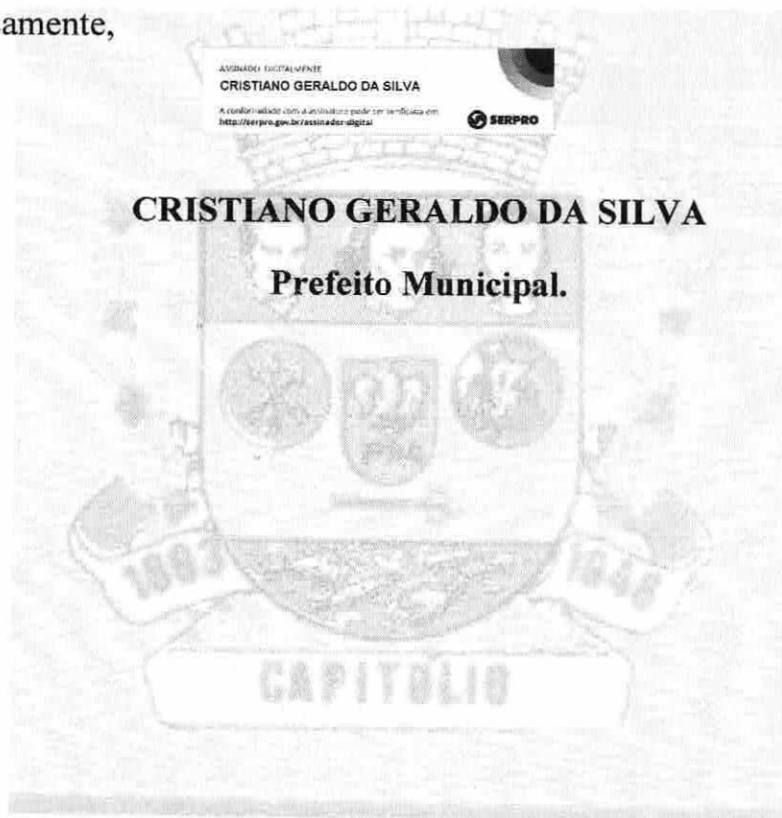 amente,
ASSINADO DIGITALMENTE
CRISTIANO GERALDO DA SILVA
A conformidade com a assinatura pode ser verificada em:
http://serpro.gov.br/assinador-digital
SERPRO
CRISTIANO GERALDO DA SILVA
Prefeito Municipal.
CAPITOLIO